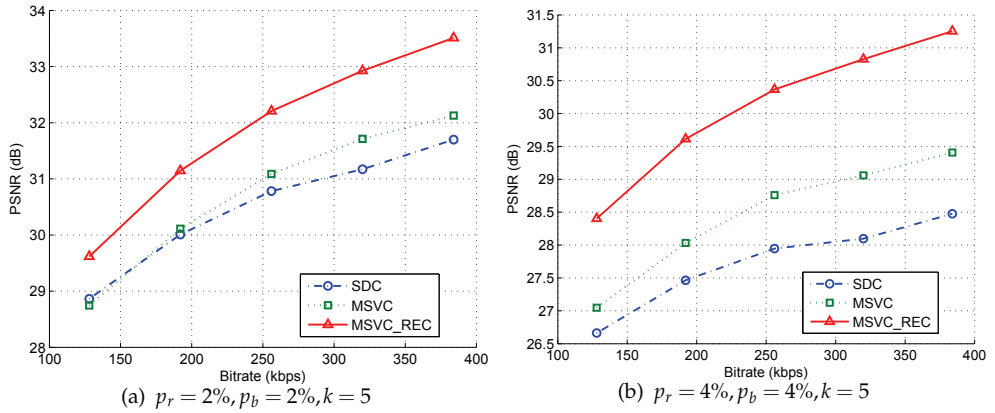 34
33
32
31
30
29
28
PSNR (dB)
100
150
200
250
300
350
400
Bitrate (kbps)
SDC
MSVC
MSVC_REC
(a) p_r = 2%, p_b = 2%, k = 5
31.5
31
30.5
30
29.5
29
28.5
28
27.5
27
26.5
PSNR (dB)
100
150
200
250
300
350
400
Bitrate (kbps)
SDC
MSVC
MSVC_REC
(b) p_r = 4%, p_b = 4%, k = 5